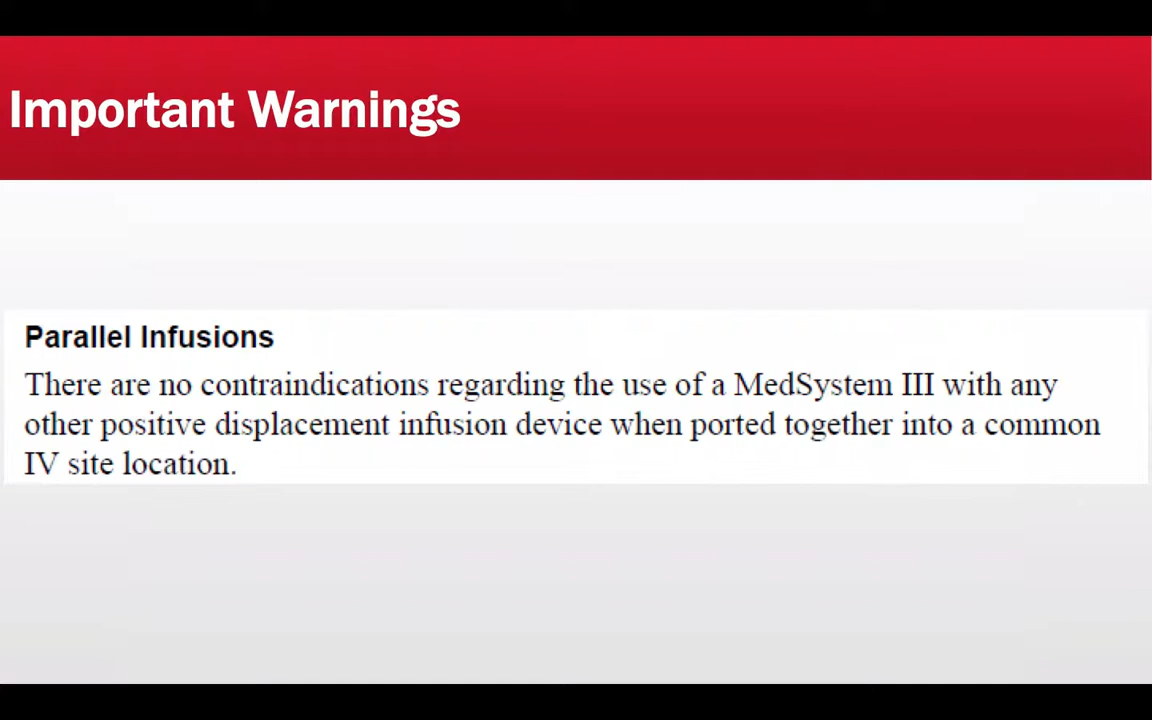 Important Warnings
Parallel Infusions
There are no contraindications regarding the use of a MedSystem III with any
other positive displacement infusion device when ported together into a common
IV site location.